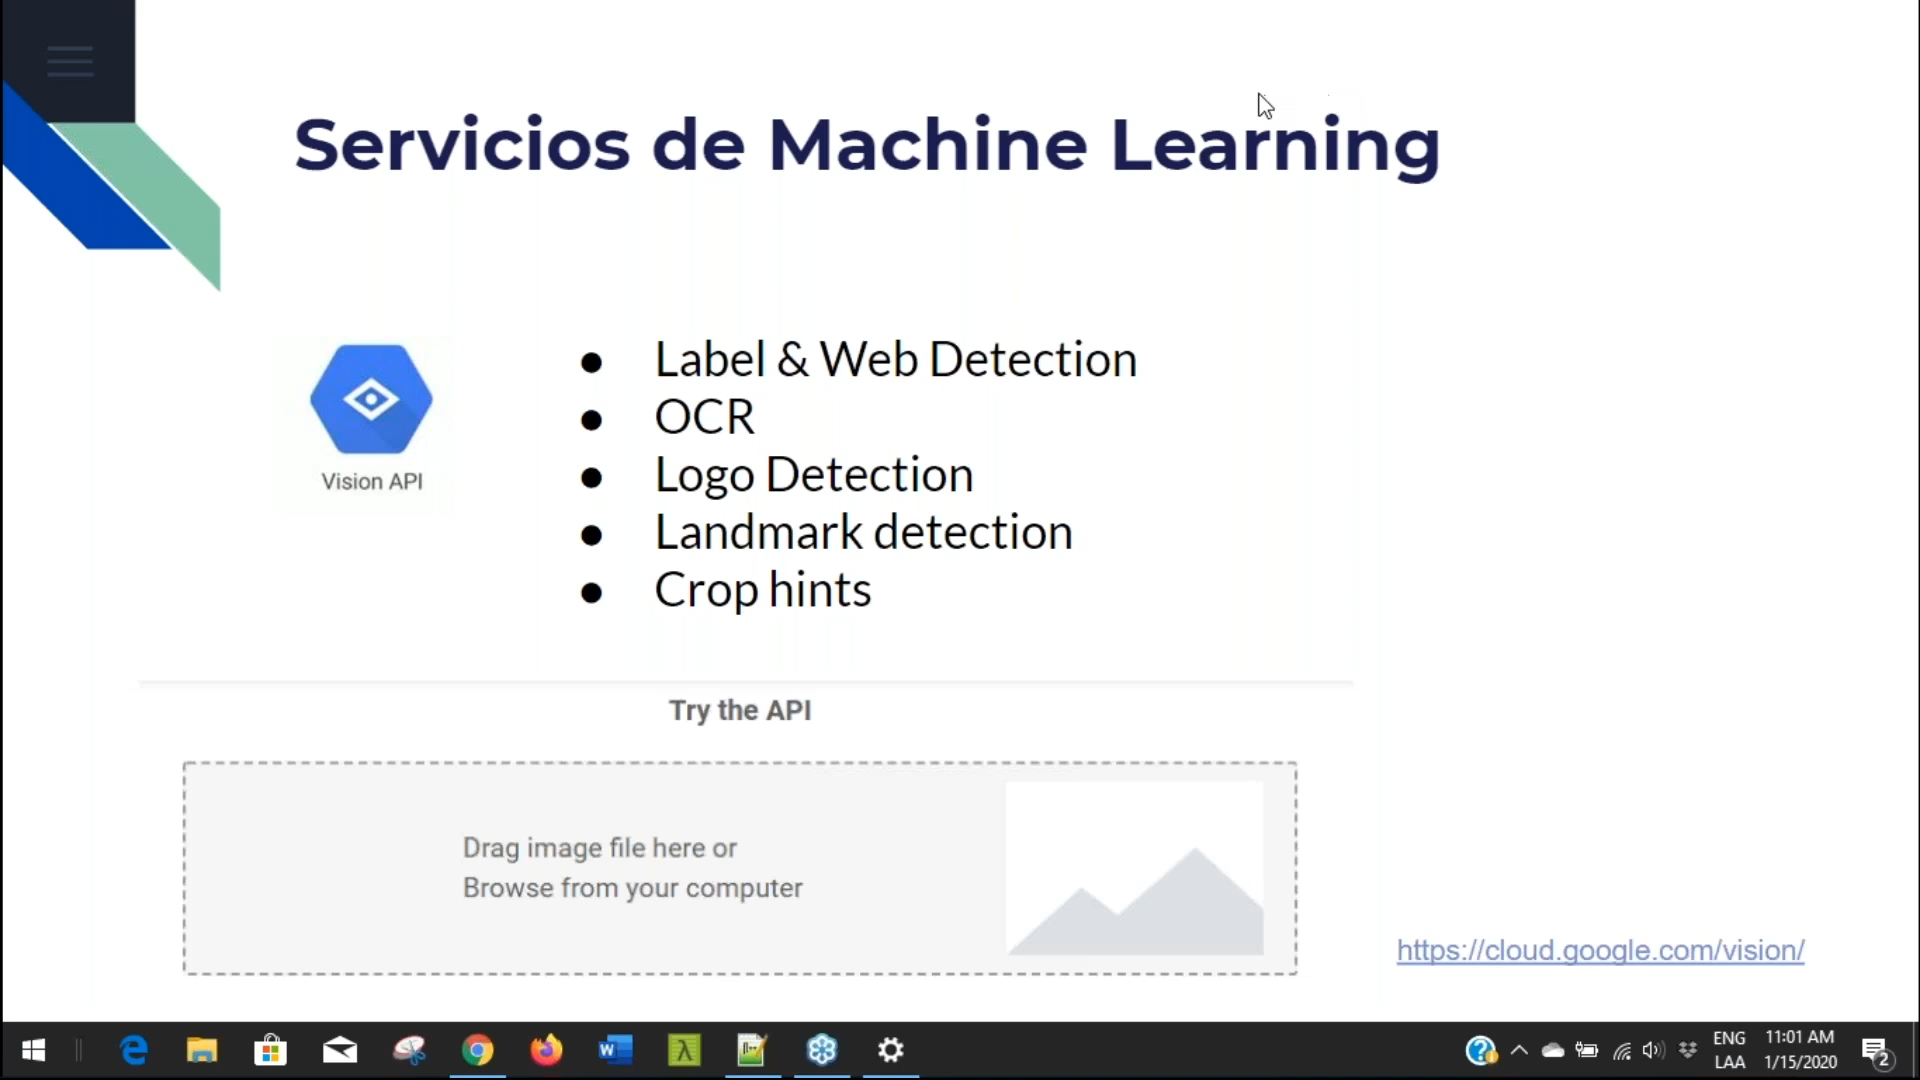 Servicios de Machine Learning
Vision API
● Label & Web Detection
● OCR
● Logo Detection
● Landmark detection
● Crop hints
Try the API
Drag image file here or
Browse from your computer
https://cloud.google.com/vision/
ENG
LAA
11:01 AM
1/15/2020
2